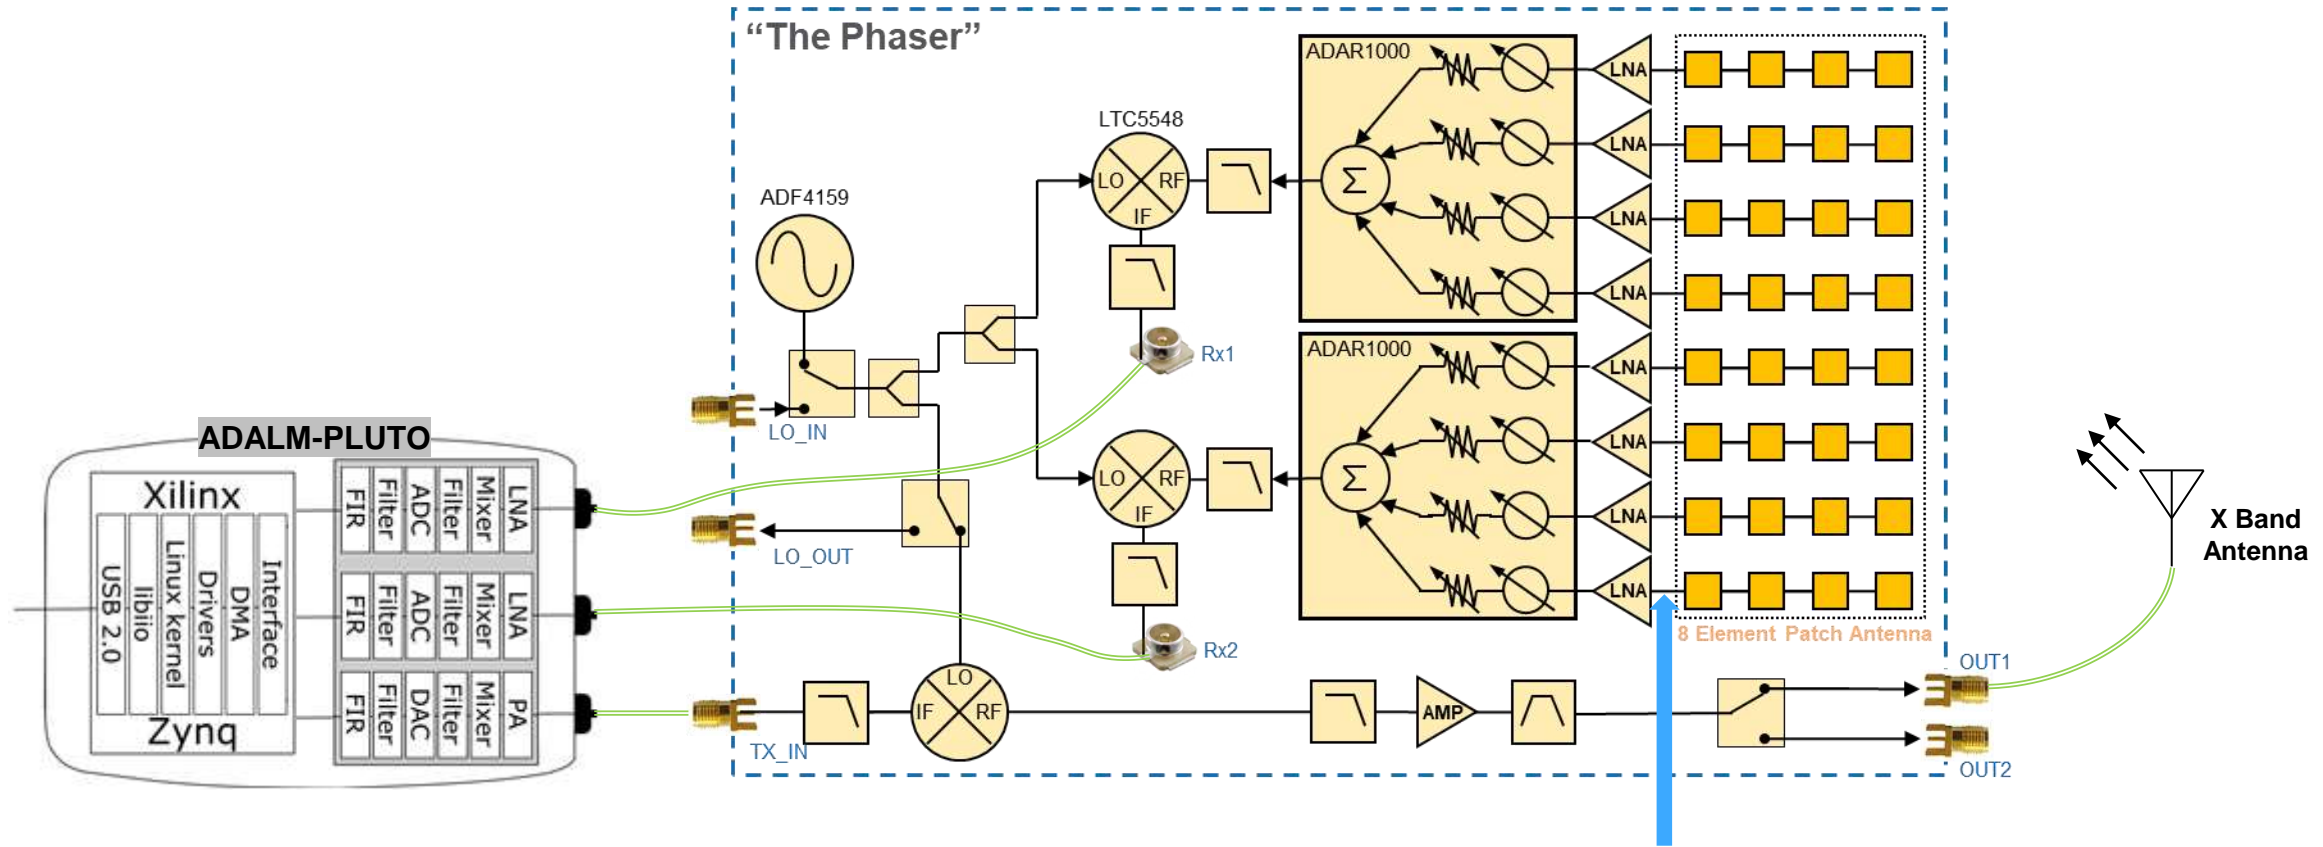 “The Phaser”
ADAR1000
LNA
LNA
LNA
LNA
Σ
LTC5548
LO
RF
IF
ADF4159
Rx1
LO_IN
ADAR1000
LNA
LNA
LNA
LNA
Σ
LO
RF
IF
Rx2
LO_OUT
ADALM-PLUTO
Xilinx
Interface
DMA
Drivers
Linux kernel
libiio
USB 2.0
Zynq
FIR
Filter
ADC
Filter
Mixer
LNA
FIR
Filter
ADC
Filter
Mixer
LNA
FIR
Filter
DAC
Filter
Mixer
PA
TX_IN
LO
IF
RF
AMP
8 Element Patch Antenna
OUT1
OUT2
X Band
Antenna